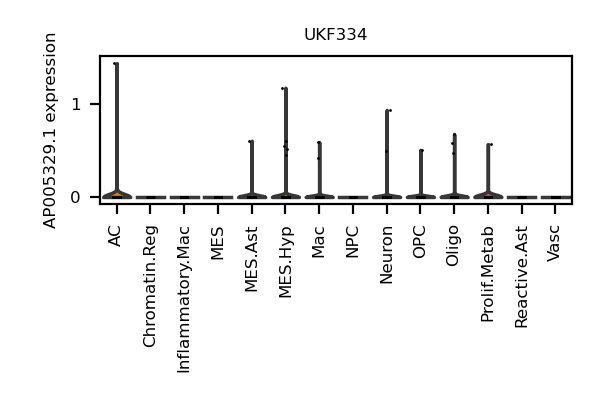 UKF334
AP005329.1 expression
1
0
AC
Chromatin.Reg
Inflammatory.Mac
MES
MES.Ast
MES.Hyp
Mac
NPC
Neuron
OPC
Oligo
Prolif.Metab
Reactive.Ast
Vasc